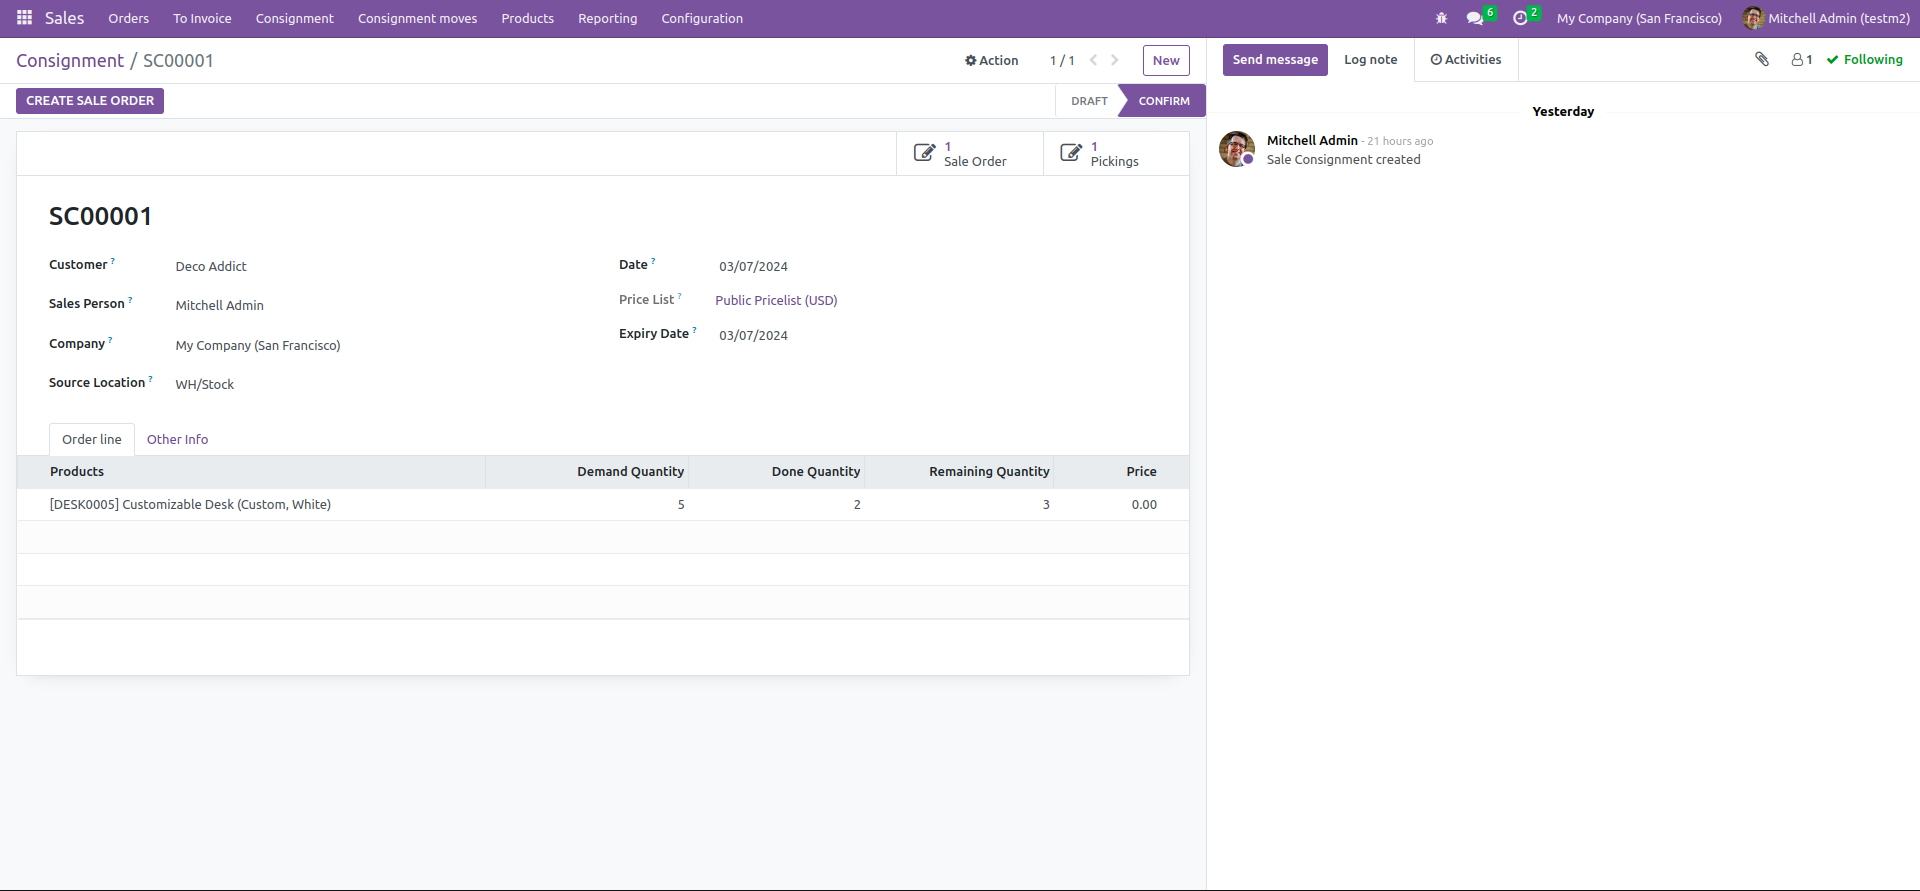 Sales Orders To Invoice Consignment Consignment moves Products Reporting Configuration 6 2 My Company (San Francisco) Mitchell Admin (testm2)
Consignment / SC00001 Action 1 / 1 New Send message Log note Activities 1 Following
CREATE SALE ORDER DRAFT CONFIRM
Yesterday
Mitchell Admin - 21 hours ago
Sale Consignment created
1 Sale Order
1 Pickings
SC00001
Customer ? Deco Addict
Date ? 03/07/2024
Sales Person ? Mitchell Admin
Price List ? Public Pricelist (USD)
Company ? My Company (San Francisco)
Expiry Date ? 03/07/2024
Source Location ? WH/Stock
Order line Other Info
Products Demand Quantity Done Quantity Remaining Quantity Price
[DESK0005] Customizable Desk (Custom, White) 5 2 3 0.00